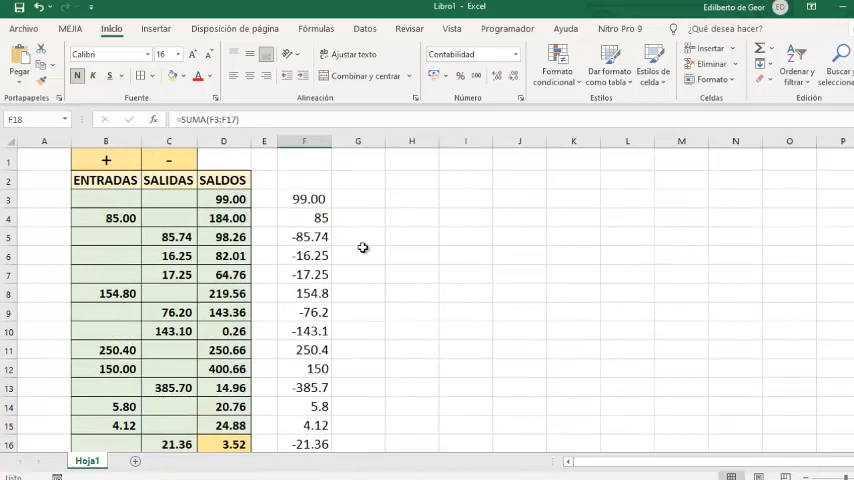 Libro1 - Excel
Edilberto de Geor
ED
Archivo MEJIA Inicio Insertar Disposición de página Fórmulas Datos Revisar Vista Programador Ayuda Nitro Pro 9 ¿Qué desea hacer?
Pegar
Calibri 16 A A
N K S A
Ajustar texto
Combinar y centrar
Contabilidad
% 000
Formato condicional
Dar formato como tabla
Estilos de celda
Insertar
Eliminar
Formato
Ordenar y filtrar
Buscar selecciona
Portapapeles Fuente Alineación Número Estilos Celdas Edita
F18 fx =SUMA(F3:F17)
A B C D E F G H I J K L M N O P
1 + -
2 ENTRADAS SALIDAS SALDOS
3 99.00 99.00
4 85.00 184.00 85
5 85.74 98.26 -85.74
6 16.25 82.01 -16.25
7 17.25 64.76 -17.25
8 154.80 219.56 154.8
9 76.20 143.36 -76.2
10 143.10 0.26 -143.1
11 250.40 250.66 250.4
12 150.00 400.66 150
13 385.70 14.96 -385.7
14 5.80 20.76 5.8
15 4.12 24.88 4.12
16 21.36 3.52 -21.36
Hoja1
Listo